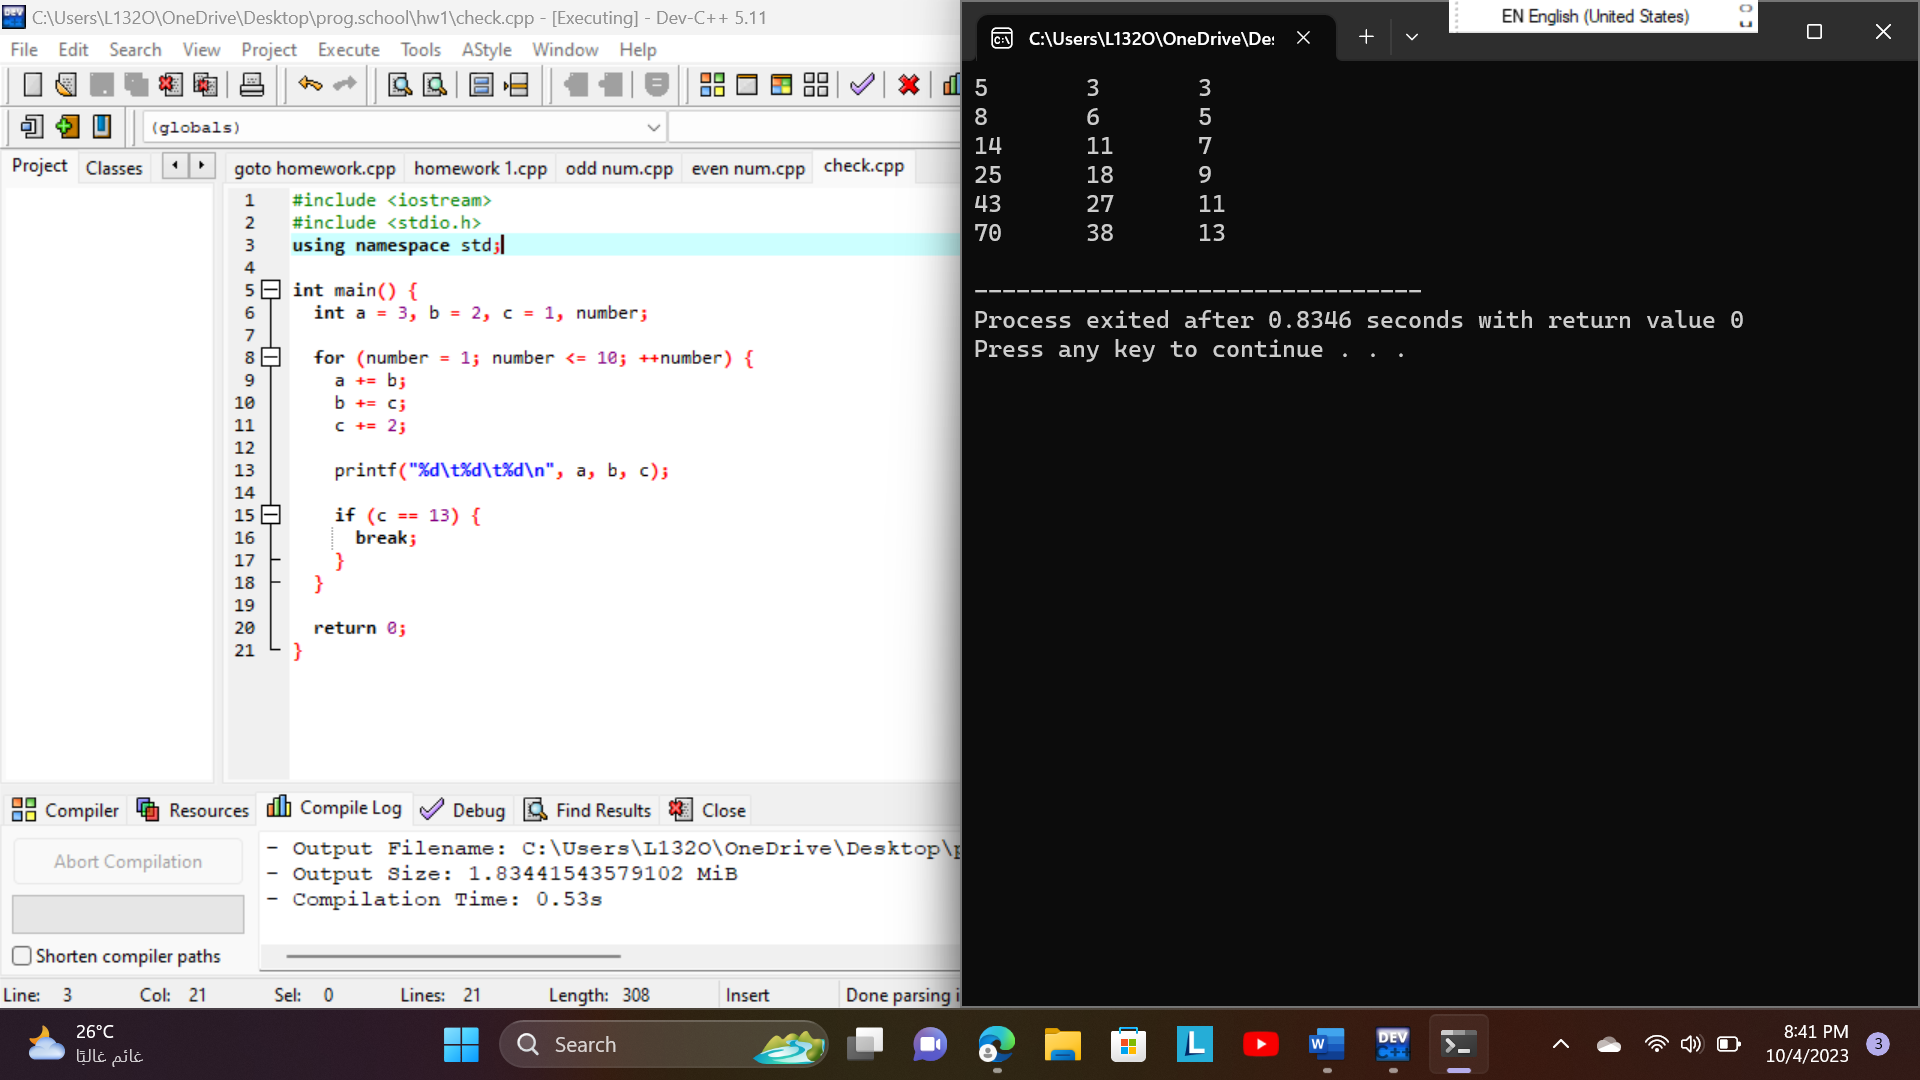 C:\Users\L132O\OneDrive\Desktop\prog.school\hw1\check.cpp - [Executing] - Dev-C++ 5.11
File Edit Search View Project Execute Tools AStyle Window Help
(globals)
Project Classes
goto homework.cpp homework 1.cpp odd num.cpp even num.cpp check.cpp
1 #include <iostream>
2 #include <stdio.h>
3 using namespace std;
4
5 int main() {
6 int a = 3, b = 2, c = 1, number;
7
8 for (number = 1; number <= 10; ++number) {
9 a += b;
10 b += c;
11 c += 2;
12
13 printf("%d\t%d\t%d\n", a, b, c);
14
15 if (c == 13) {
16 break;
17 }
18 }
19
20 return 0;
21 }
Compiler Resources Compile Log Debug Find Results Close
Abort Compilation
Shorten compiler paths
- Output Filename: C:\Users\L132O\OneDrive\Desktop\p
- Output Size: 1.83441543579102 MiB
- Compilation Time: 0.53s
Line: 3 Col: 21 Sel: 0 Lines: 21 Length: 308 Insert Done parsing i
EN English (United States)
C:\Users\L132O\OneDrive\De
5 3 3
8 6 5
14 11 7
25 18 9
43 27 11
70 38 13
--------------------------------
Process exited after 0.8346 seconds with return value 0
Press any key to continue . . .
26°C
غائم غالبًا
Search
L
W
DEV
C++
8:41 PM
10/4/2023
3